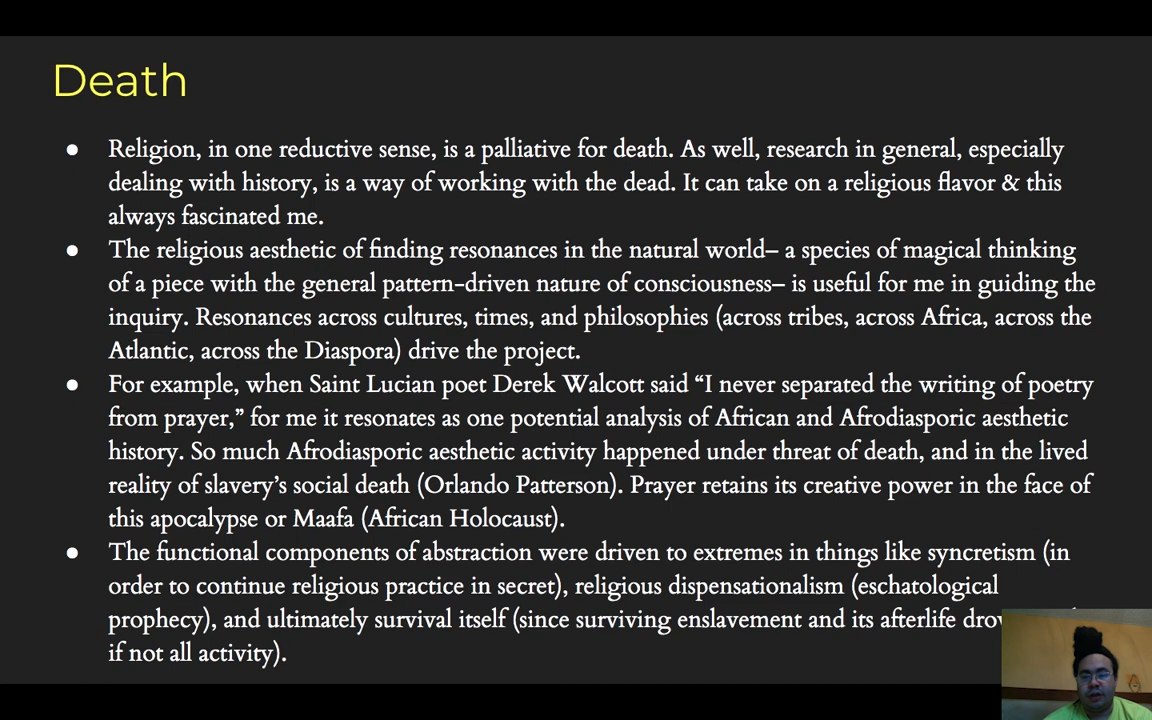 Death
● Religion, in one reductive sense, is a palliative for death. As well, research in general, especially
dealing with history, is a way of working with the dead. It can take on a religious flavor & this
always fascinated me.
● The religious aesthetic of finding resonances in the natural world– a species of magical thinking
of a piece with the general pattern-driven nature of consciousness– is useful for me in guiding the
inquiry. Resonances across cultures, times, and philosophies (across tribes, across Africa, across the
Atlantic, across the Diaspora) drive the project.
● For example, when Saint Lucian poet Derek Walcott said “I never separated the writing of poetry
from prayer,” for me it resonates as one potential analysis of African and Afrodiasporic aesthetic
history. So much Afrodiasporic aesthetic activity happened under threat of death, and in the lived
reality of slavery’s social death (Orlando Patterson). Prayer retains its creative power in the face of
this apocalypse or Maafa (African Holocaust).
● The functional components of abstraction were driven to extremes in things like syncretism (in
order to continue religious practice in secret), religious dispensationalism (eschatological
prophecy), and ultimately survival itself (since surviving enslavement and its afterlife
if not all activity).